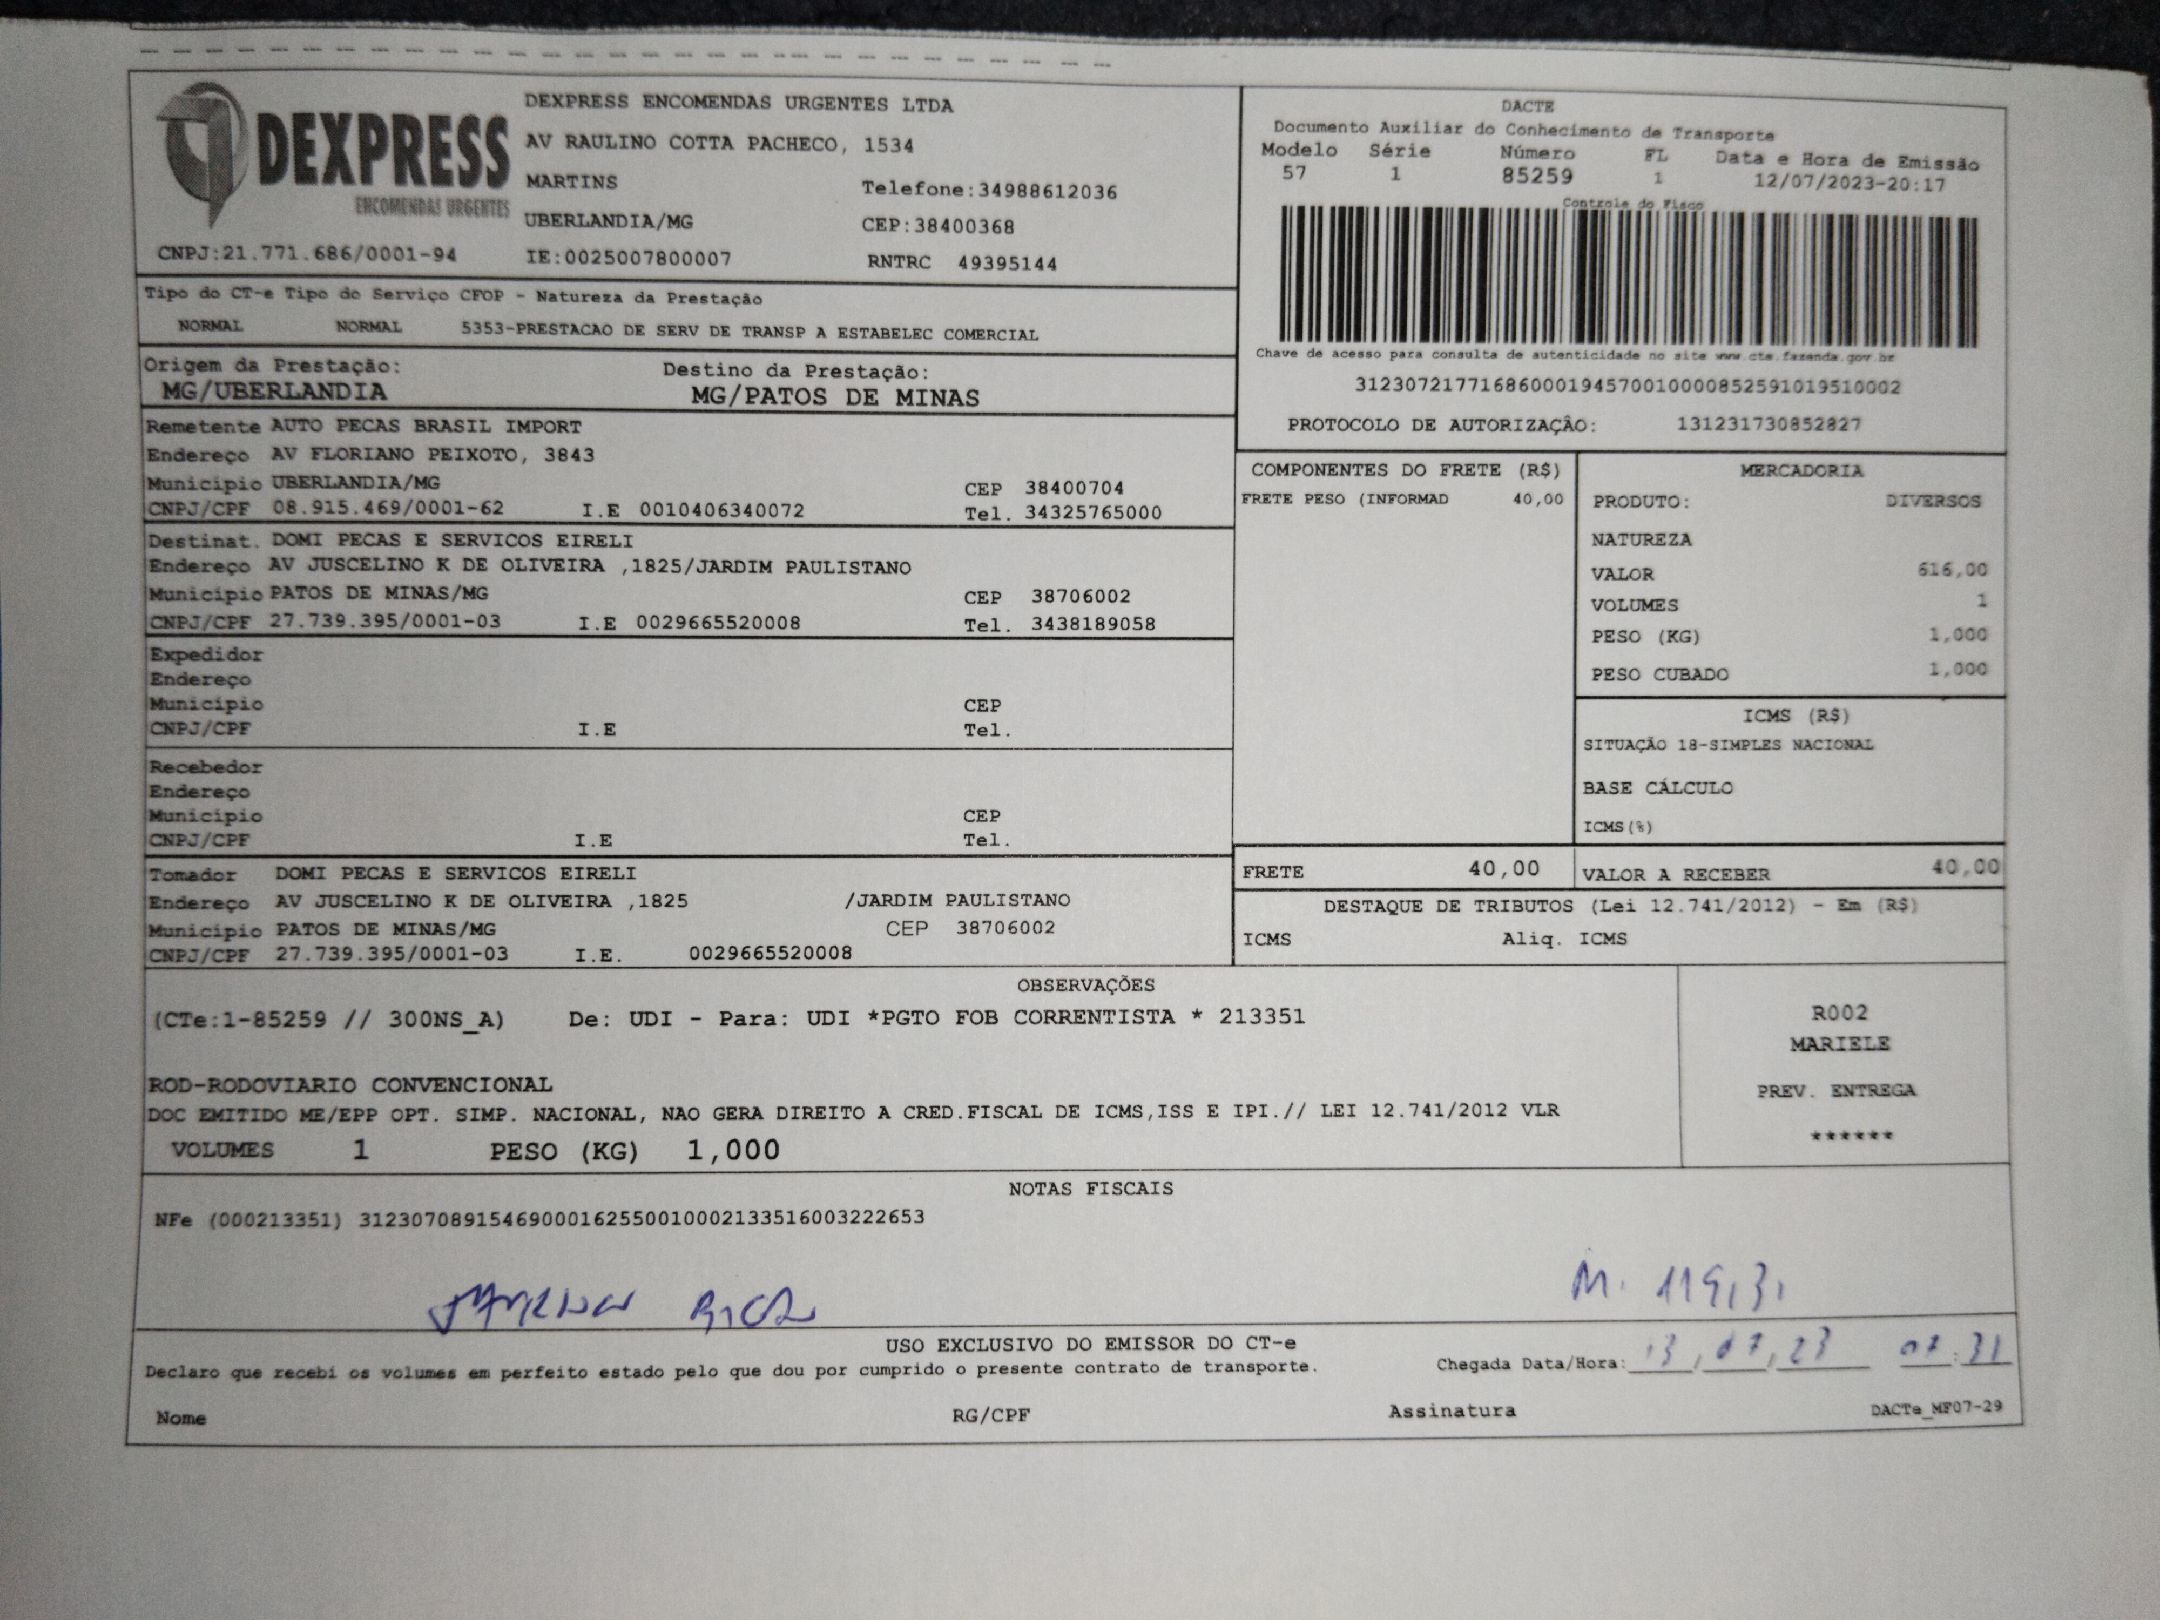 DEXPRESS
ENCOMENDAS URGENTES
CNPJ:21.771.686/0001-94
DEXPRESS ENCOMENDAS URGENTES LTDA
AV RAULINO COTTA PACHECO, 1534
MARTINS Telefone:34988612036
UBERLANDIA/MG CEP:38400368
IE:0025007800007 RNTRC 49395144
DACTE
Documento Auxiliar do Conhecimento de Transporte
Modelo Série Número FL Data e Hora de Emissão
57 1 85259 1 12/07/2023-20:17
Controle do Fisco
Chave de acesso para consulta de autenticidade no site www.cte.fazenda.gov.br
31230721771686000194570010000852591019510002
PROTOCOLO DE AUTORIZAÇÂO: 131231730852827
Tipo do CT-e Tipo do Serviço CFOP - Natureza da Prestação
NORMAL NORMAL 5353-PRESTACAO DE SERV DE TRANSP A ESTABELEC COMERCIAL
Origem da Prestação: Destino da Prestação:
MG/UBERLANDIA MG/PATOS DE MINAS
Remetente AUTO PECAS BRASIL IMPORT
Endereço AV FLORIANO PEIXOTO, 3843
Município UBERLANDIA/MG CEP 38400704
CNPJ/CPF 08.915.469/0001-62 I.E 0010406340072 Tel. 34325765000
Destinat. DOMI PECAS E SERVICOS EIRELI
Endereço AV JUSCELINO K DE OLIVEIRA ,1825/JARDIM PAULISTANO
Município PATOS DE MINAS/MG CEP 38706002
CNPJ/CPF 27.739.395/0001-03 I.E 0029665520008 Tel. 3438189058
Expedidor
Endereço
Município CEP
CNPJ/CPF I.E Tel.
Recebedor
Endereço
Município CEP
CNPJ/CPF I.E Tel.
Tomador DOMI PECAS E SERVICOS EIRELI
Endereço AV JUSCELINO K DE OLIVEIRA ,1825 /JARDIM PAULISTANO
Município PATOS DE MINAS/MG CEP 38706002
CNPJ/CPF 27.739.395/0001-03 I.E. 0029665520008
COMPONENTES DO FRETE (R$)
FRETE PESO (INFORMAD 40,00
MERCADORIA
PRODUTO: DIVERSOS
NATUREZA
VALOR 616,00
VOLUMES 1
PESO (KG) 1,000
PESO CUBADO 1,000
ICMS (R$)
SITUAÇÃO 18-SIMPLES NACIONAL
BASE CÁLCULO
ICMS(%)
FRETE 40,00 VALOR A RECEBER 40,00
DESTAQUE DE TRIBUTOS (Lei 12.741/2012) - Em (R$)
ICMS Aliq. ICMS
OBSERVAÇÕES
(CTe:1-85259 // 300NS_A) De: UDI - Para: UDI *PGTO FOB CORRENTISTA * 213351
ROD-RODOVIARIO CONVENCIONAL
DOC EMITIDO ME/EPP OPT. SIMP. NACIONAL, NAO GERA DIREITO A CRED.FISCAL DE ICMS,ISS E IPI.// LEI 12.741/2012 VLR
VOLUMES 1 PESO (KG) 1,000
R002
MARIELE
PREV. ENTREGA
******
NOTAS FISCAIS
NFe (000213351) 31230708915469000162550010002133516003222653
USO EXCLUSIVO DO EMISSOR DO CT-e
Declaro que recebi os volumes em perfeito estado pelo que dou por cumprido o presente contrato de transporte. Chegada Data/Hora: 13, 07, 23 07:31
Nome RG/CPF Assinatura DACTe_MF07-29